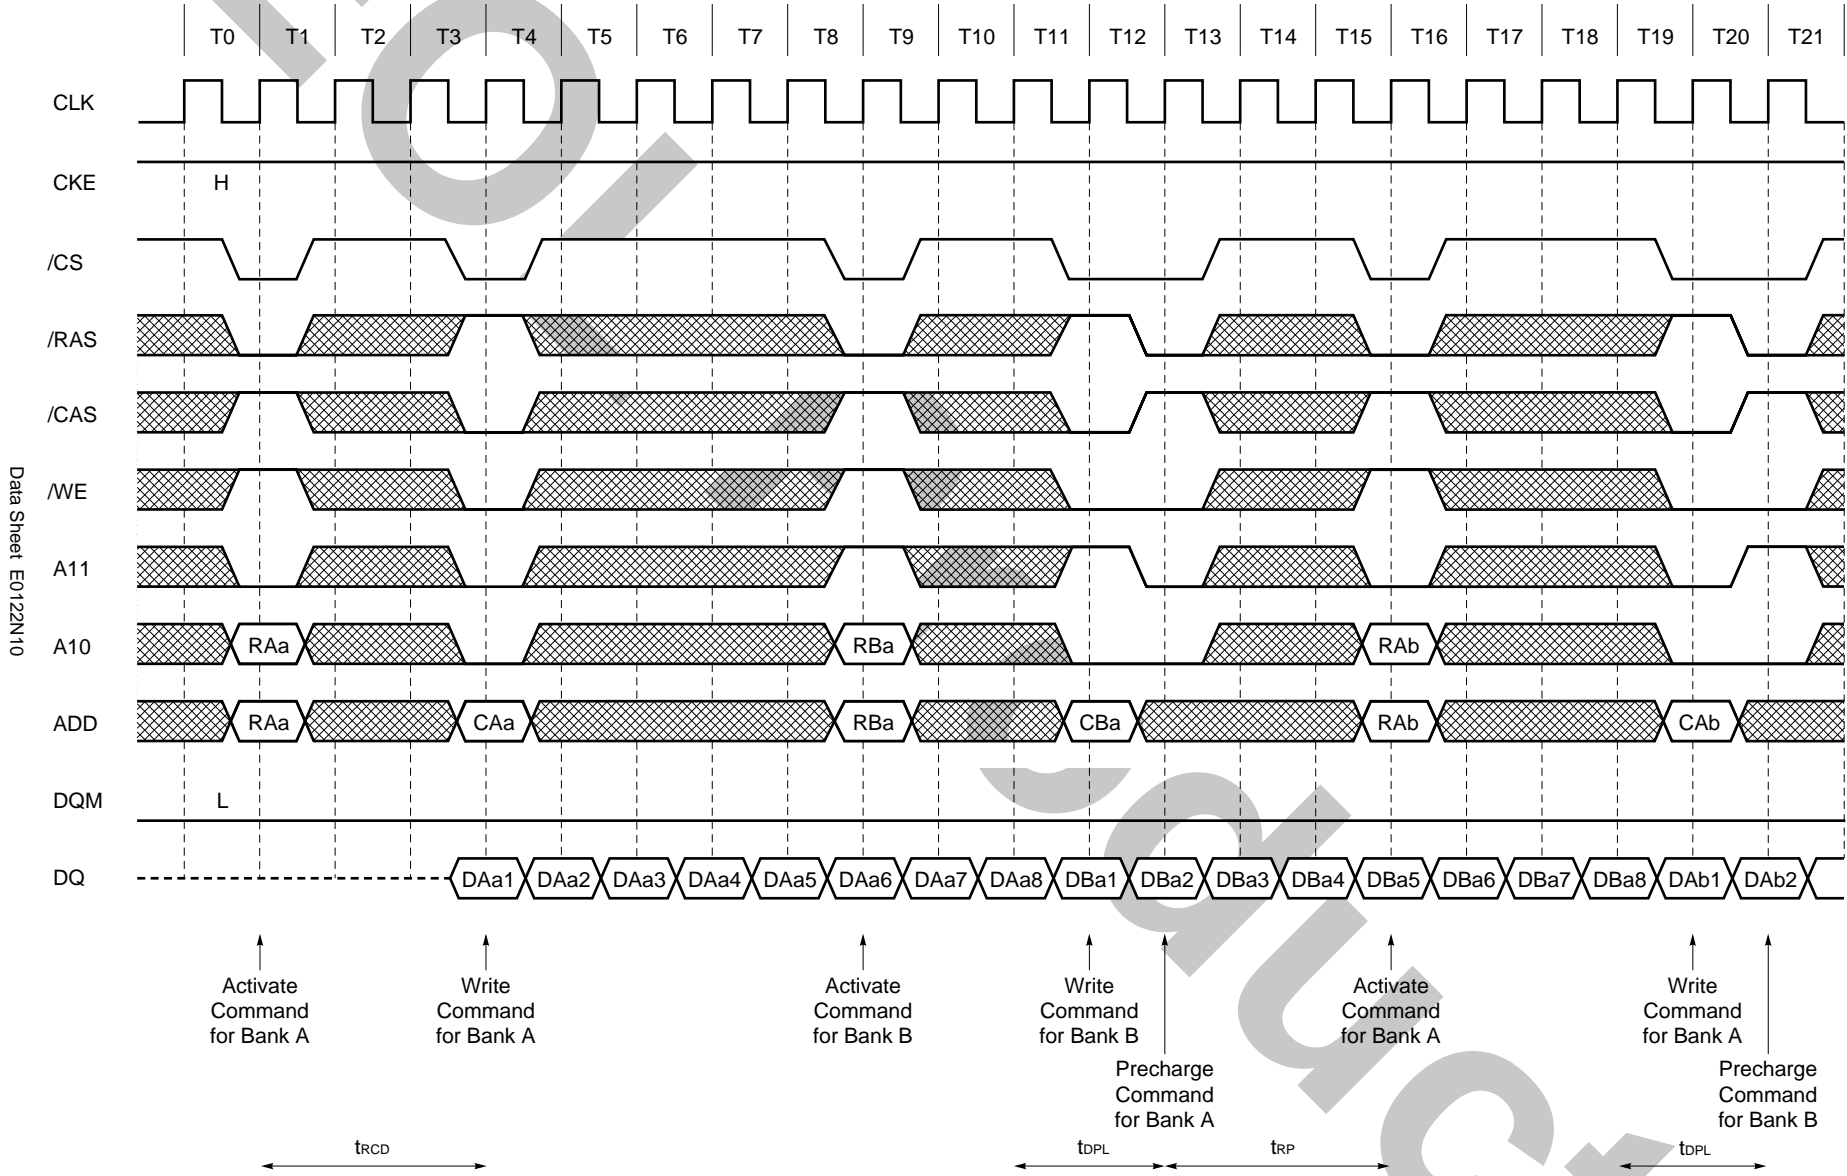 T0 T1 T2 T3 T4 T5 T6 T7 T8 T9 T10 T11 T12 T13 T14 T15 T16 T17 T18 T19 T20 T21
CLK
CKE H
/CS
/RAS
/CAS
/WE
A11
A10 RAa RBa RAb
ADD RAa CAa RBa CBa RAb CAb
DQM L
DQ DAa1 DAa2 DAa3 DAa4 DAa5 DAa6 DAa7 DAa8 DBa1 DBa2 DBa3 DBa4 DBa5 DBa6 DBa7 DBa8 DAb1 DAb2
Activate
Command
for Bank A
Write
Command
for Bank A
Activate
Command
for Bank B
Write
Command
for Bank B
Precharge
Command
for Bank A
Activate
Command
for Bank A
Write
Command
for Bank A
Precharge
Command
for Bank B
tRCD tDPL tRP tDPL
Data Sheet E0122N10